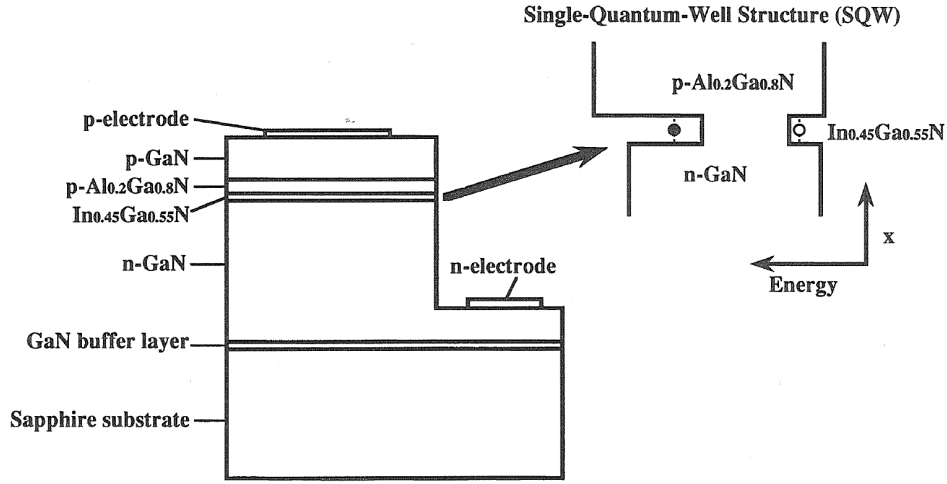 Single-Quantum-Well Structure (SQW)
p-Al0.2Ga0.8N
In0.45Ga0.55N
n-GaN
x
Energy
p-electrode
p-GaN
p-Al0.2Ga0.8N
In0.45Ga0.55N
n-GaN
n-electrode
GaN buffer layer
Sapphire substrate